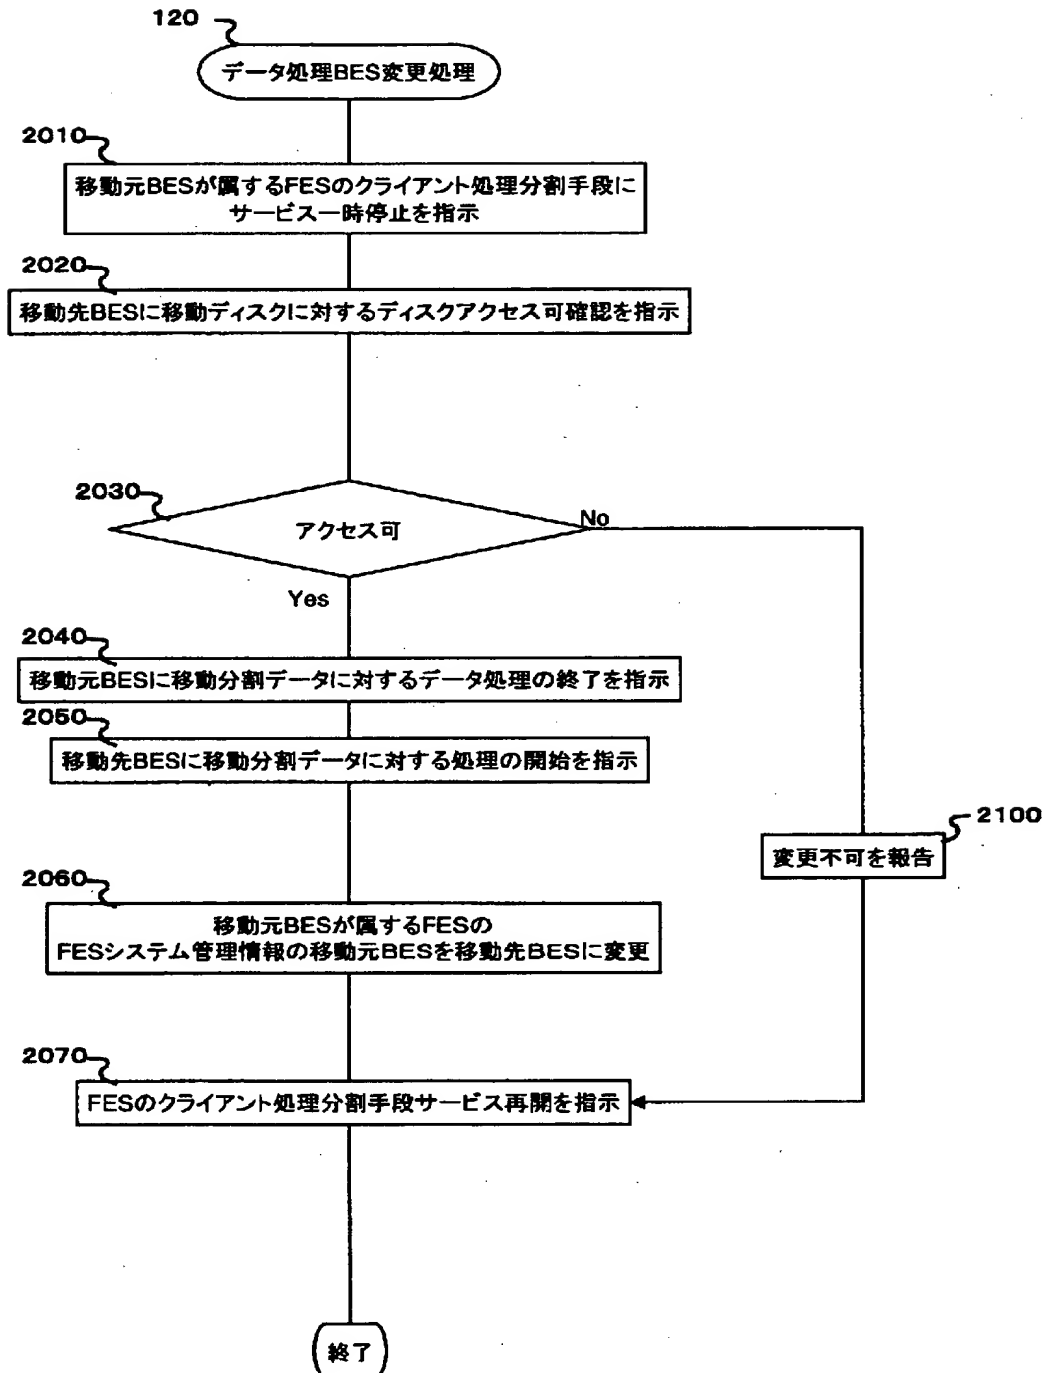 120
データ処理BES変更処理
2010
移動元BESが属するFESのクライアント処理分割手段に
サービス一時停止を指示
2020
移動先BESに移動ディスクに対するディスクアクセス可確認を指示
2030
アクセス可
No
Yes
2040
移動元BESに移動分割データに対するデータ処理の終了を指示
2050
移動先BESに移動分割データに対する処理の開始を指示
2100
変更不可を報告
2060
移動元BESが属するFESの
FESシステム管理情報の移動元BESを移動先BESに変更
2070
FESのクライアント処理分割手段サービス再開を指示
終了